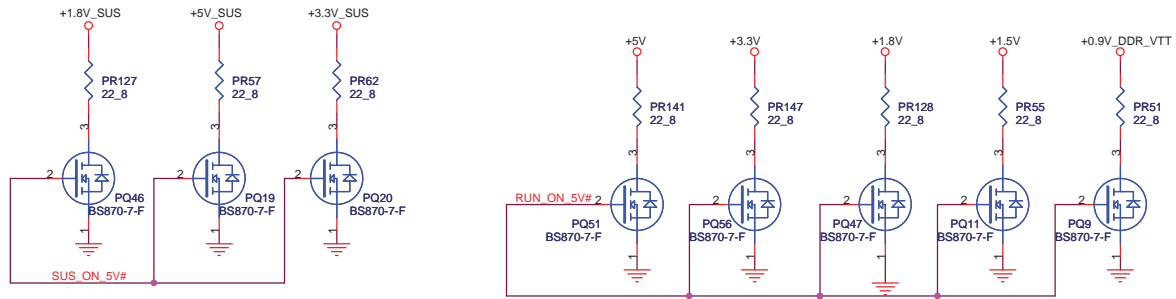 +1.8V_SUS
+5V_SUS
+3.3V_SUS
PR127
22_8
PR57
22_8
PR62
22_8
3
3
3
2
2
2
PQ46
BS870-7-F
PQ19
BS870-7-F
PQ20
BS870-7-F
1
1
1
SUS_ON_5V#
+5V
+3.3V
+1.8V
+1.5V
+0.9V_DDR_VTT
PR141
22_8
PR147
22_8
PR128
22_8
PR55
22_8
PR51
22_8
3
3
3
3
3
RUN_ON_5V#
2
2
2
2
2
PQ51
BS870-7-F
PQ56
BS870-7-F
PQ47
BS870-7-F
PQ11
BS870-7-F
PQ9
BS870-7-F
1
1
1
1
1